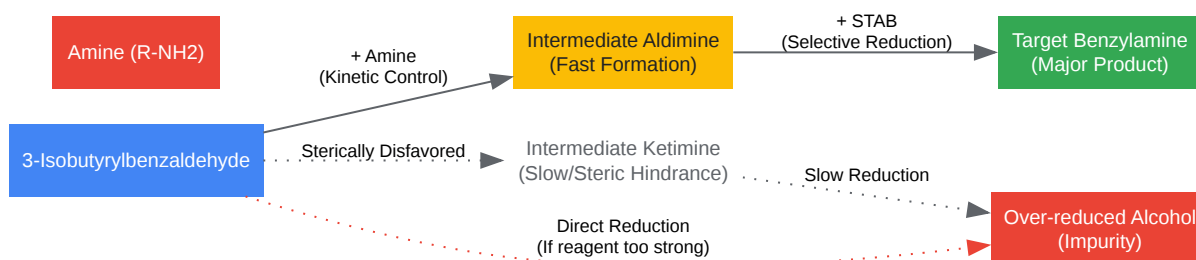 Amine (R-NH2)
+ Amine
(Kinetic Control)
Intermediate Aldimine
(Fast Formation)
+ STAB
(Selective Reduction)
Target Benzylamine
(Major Product)
3-Isobutyrylbenzaldehyde
Sterically Disfavored
Intermediate Ketimine
(Slow/Steric Hindrance)
Slow Reduction
Direct Reduction
(If reagent too strong)
Over-reduced Alcohol
(Impurity)